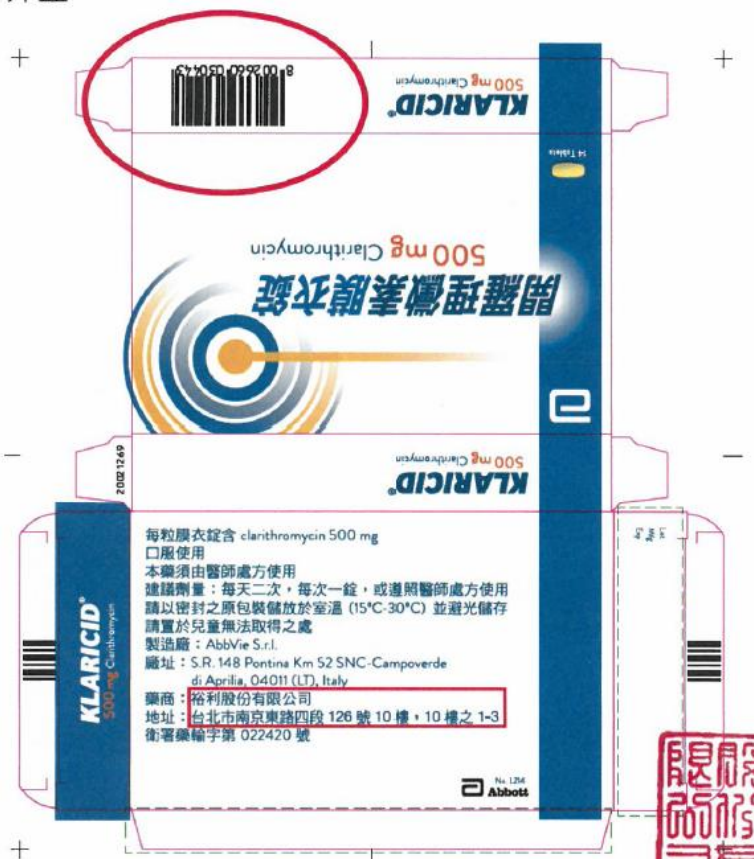 8 002660 030449
KLARICID®
500 mg Clarithromycin
14 Tablets
開羅理黴素膜衣錠
500 mg Clarithromycin
KLARICID®
500 mg Clarithromycin
20021269
KLARICID®
500 mg Clarithromycin
每粒膜衣錠含 clarithromycin 500 mg
口服使用
本藥須由醫師處方使用
建議劑量：每天二次，每次一錠，或遵照醫師處方使用
請以密封之原包裝儲放於室溫 (15°C-30°C) 並避光儲存
請置於兒童無法取得之處
製造廠：AbbVie S.r.l.
廠址：S.R. 148 Pontina Km 52 SNC-Campoverde
di Aprilia, 04011 (LT), Italy
藥商：裕利股份有限公司
地址：台北市南京東路四段 126 號 10 樓，10 樓之 1-3
衛署藥輸字第 022420 號
Abbott
Lot
Mfg
Exp